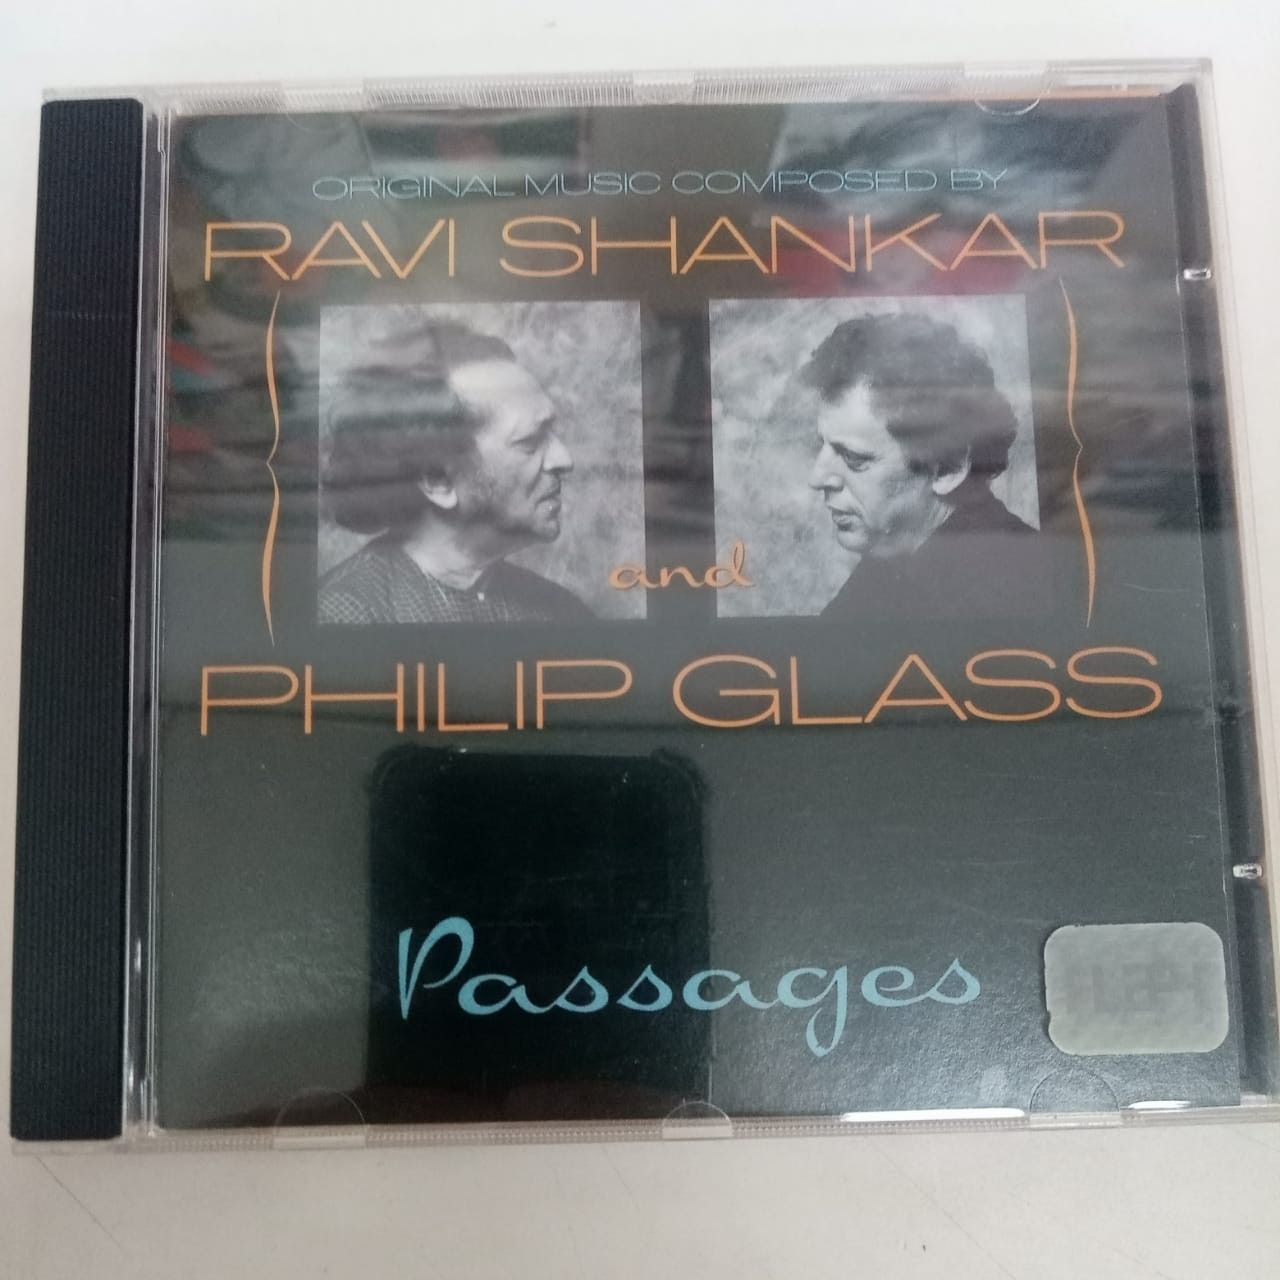 ORIGINAL MUSIC COMPOSED BY
RAVI SHANKAR
and
PHILIP GLASS
Passages